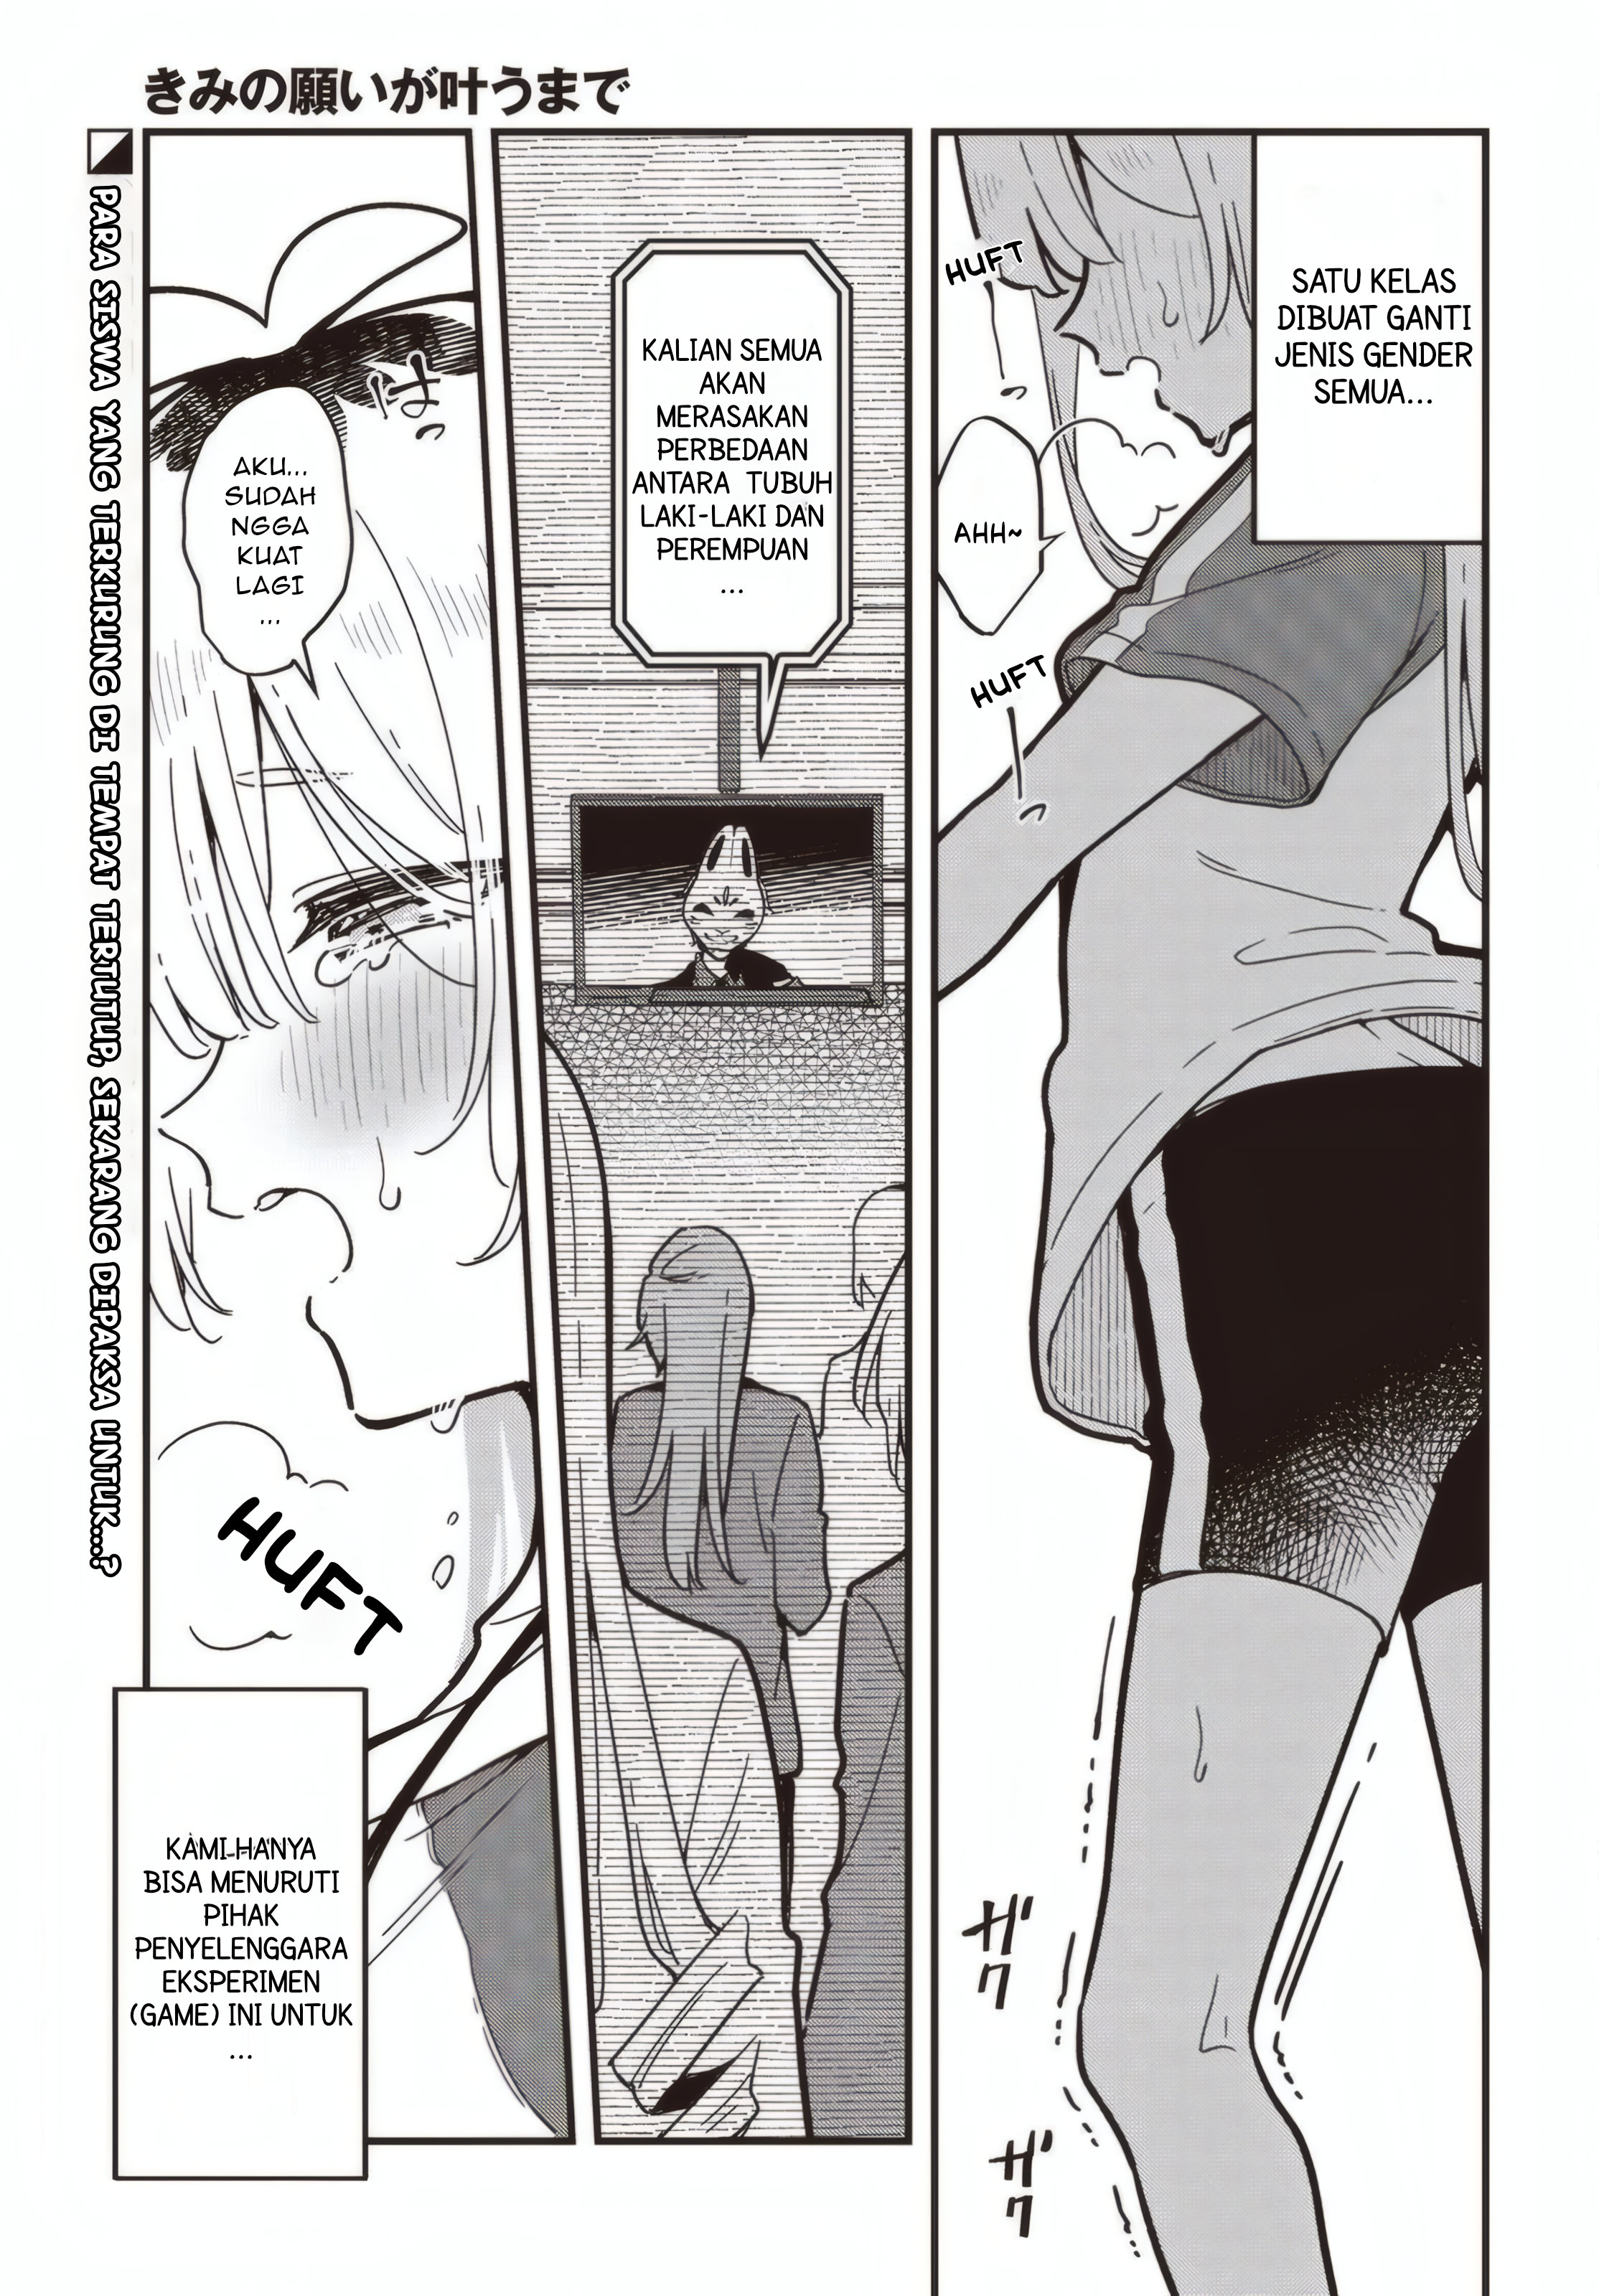 きみの願いが叶うまで
SATU KELAS
DIBUAT GANTI
JENIS GENDER
SEMUA...
HUFT
AHH~
HUFT
ガ
ク
ガ
ク
KALIAN SEMUA
AKAN
MERASAKAN
PERBEDAAN
ANTARA TUBUH
LAKI-LAKI DAN
PEREMPUAN
...
はっ
AKU...
SUDAH
NGGA
KUAT
LAGI
...
HUFT
KAMI HANYA
BISA MENURUTI
PIHAK
PENYELENGGARA
EKSPERIMEN
(GAME) INI UNTUK
...
PARA SISWA YANG TERKURUNG DI TEMPAT TERTUTUP, SEKARANG DIPAKSA UNTUK...?